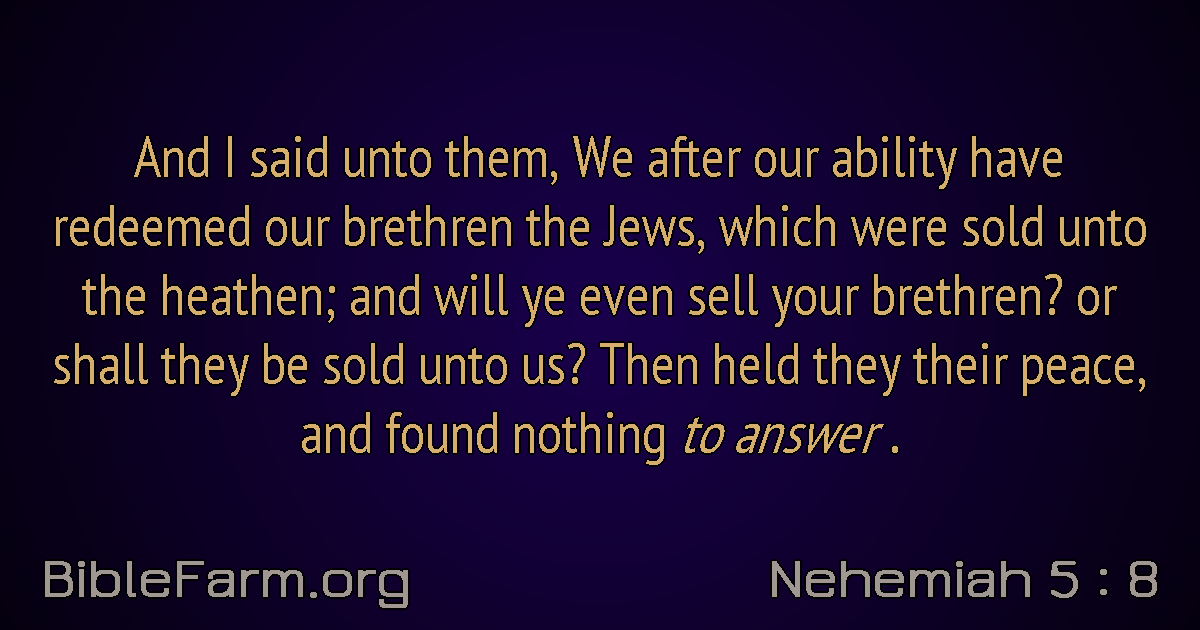 And I said unto them, We after our ability have
redeemed our brethren the Jews, which were sold unto
the heathen; and will ye even sell your brethren? or
shall they be sold unto us? Then held they their peace,
and found nothing to answer .
BibleFarm.org
Nehemiah 5 : 8